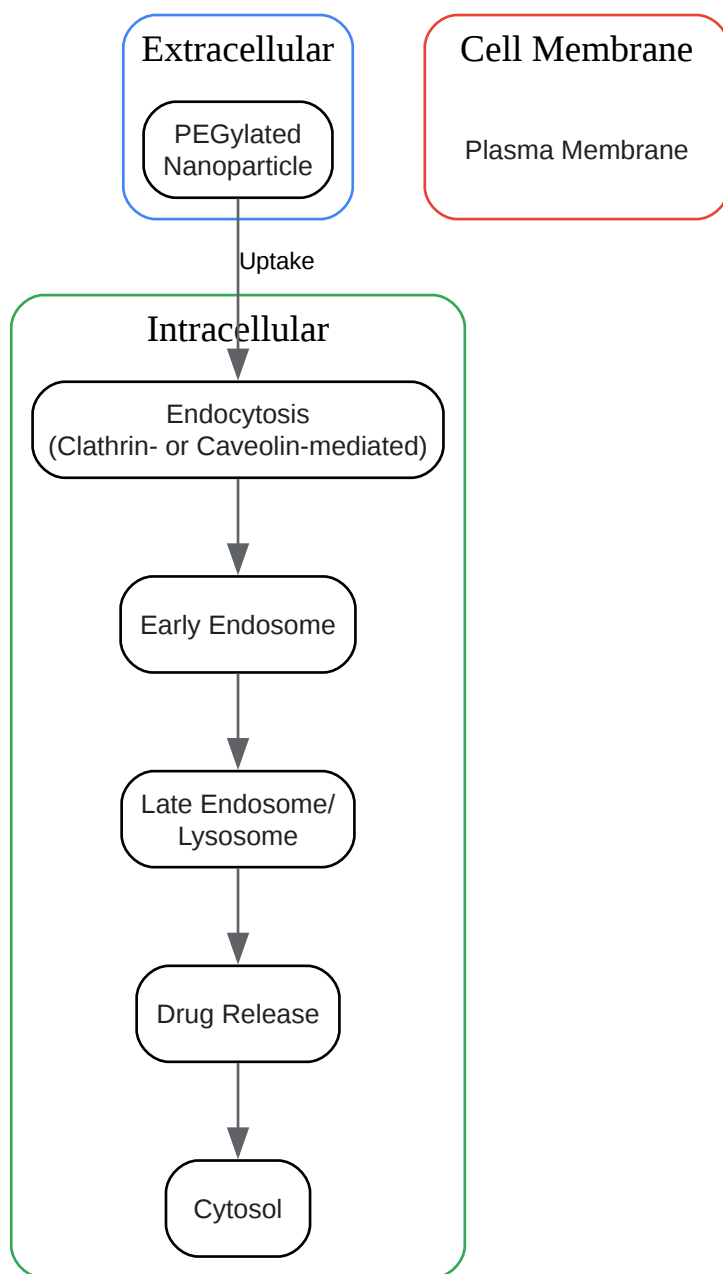 Extracellular
PEGylated
Nanoparticle
Cell Membrane
Plasma Membrane
Uptake
Intracellular
Endocytosis
(Clathrin- or Caveolin-mediated)
Early Endosome
Late Endosome/
Lysosome
Drug Release
Cytosol